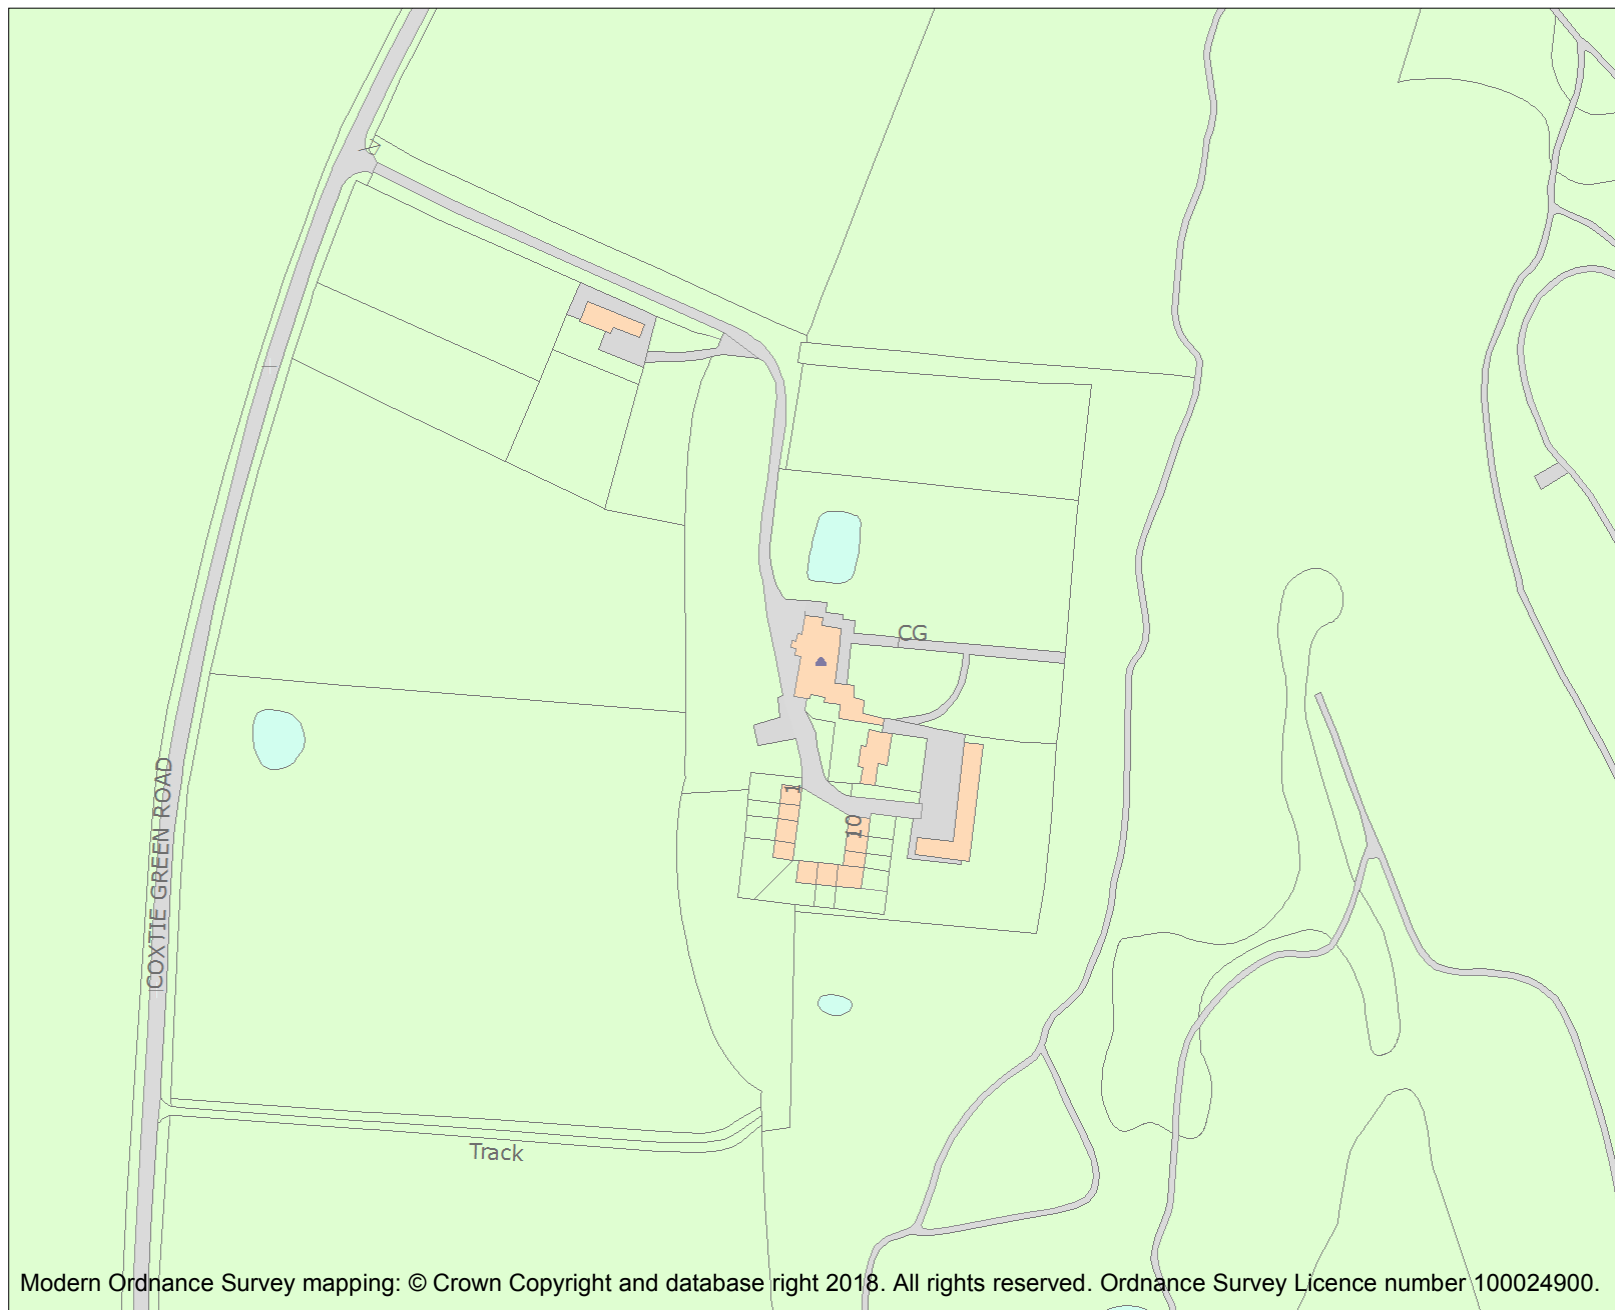 CG
1
10
COXTIE GREEN ROAD
Track
Modern Ordnance Survey mapping: © Crown Copyright and database right 2018. All rights reserved. Ordnance Survey Licence number 100024900.